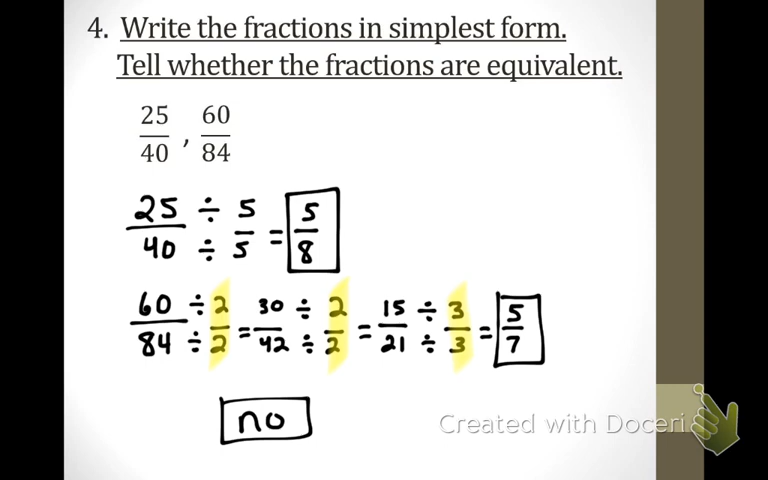 4. Write the fractions in simplest form.
Tell whether the fractions are equivalent.
25/40 , 60/84
25/40 ÷ 5/÷ 5 = 5/8
60/84 ÷ 2/÷ 2 = 30/42 ÷ 2/÷ 2 = 15/21 ÷ 3/÷ 3 = 5/7
no
Created with Doceri